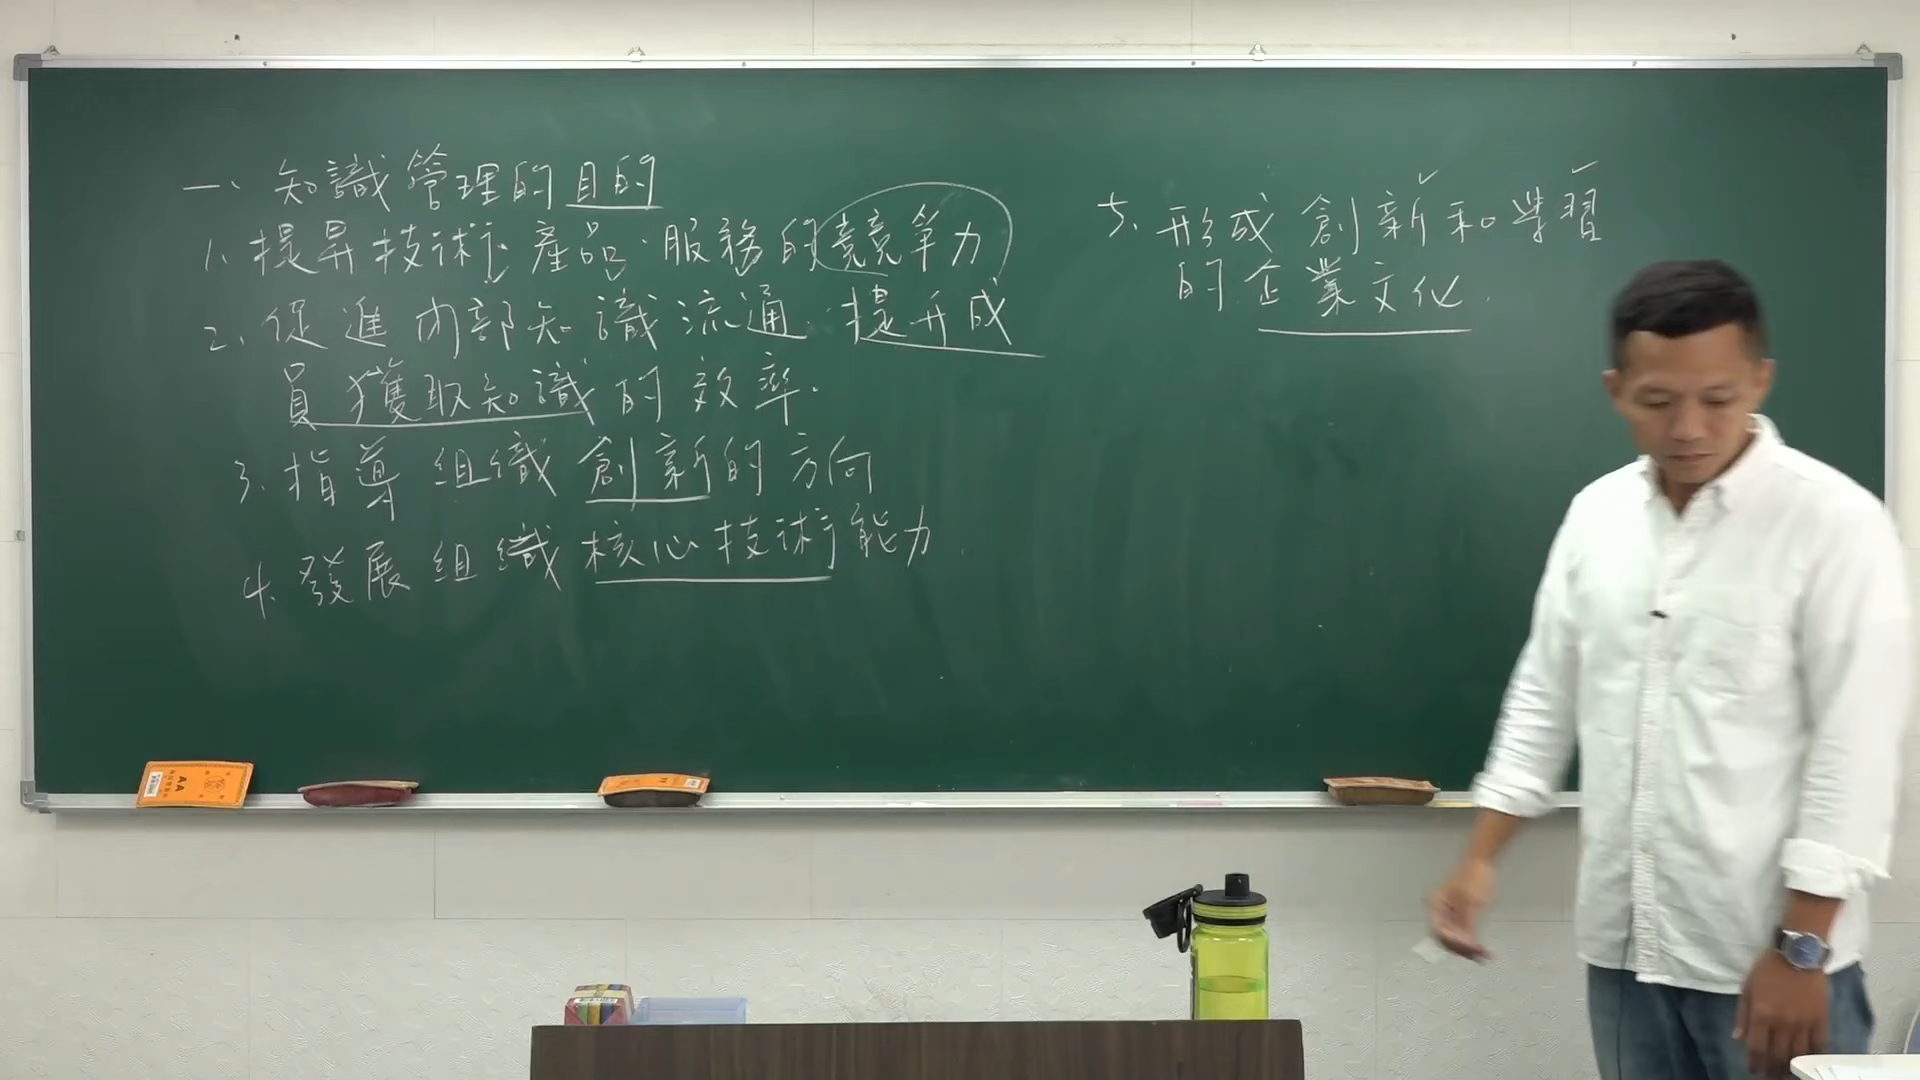 一、知識管理的目的
1. 提昇技術、產品、服務的競爭力
2. 促進內部知識流通、提升成
員獲取知識的效率.
3. 指導組織創新的方向
4. 發展組織核心技術能力.
5. 形成創新和學習
的企業文化.
AA